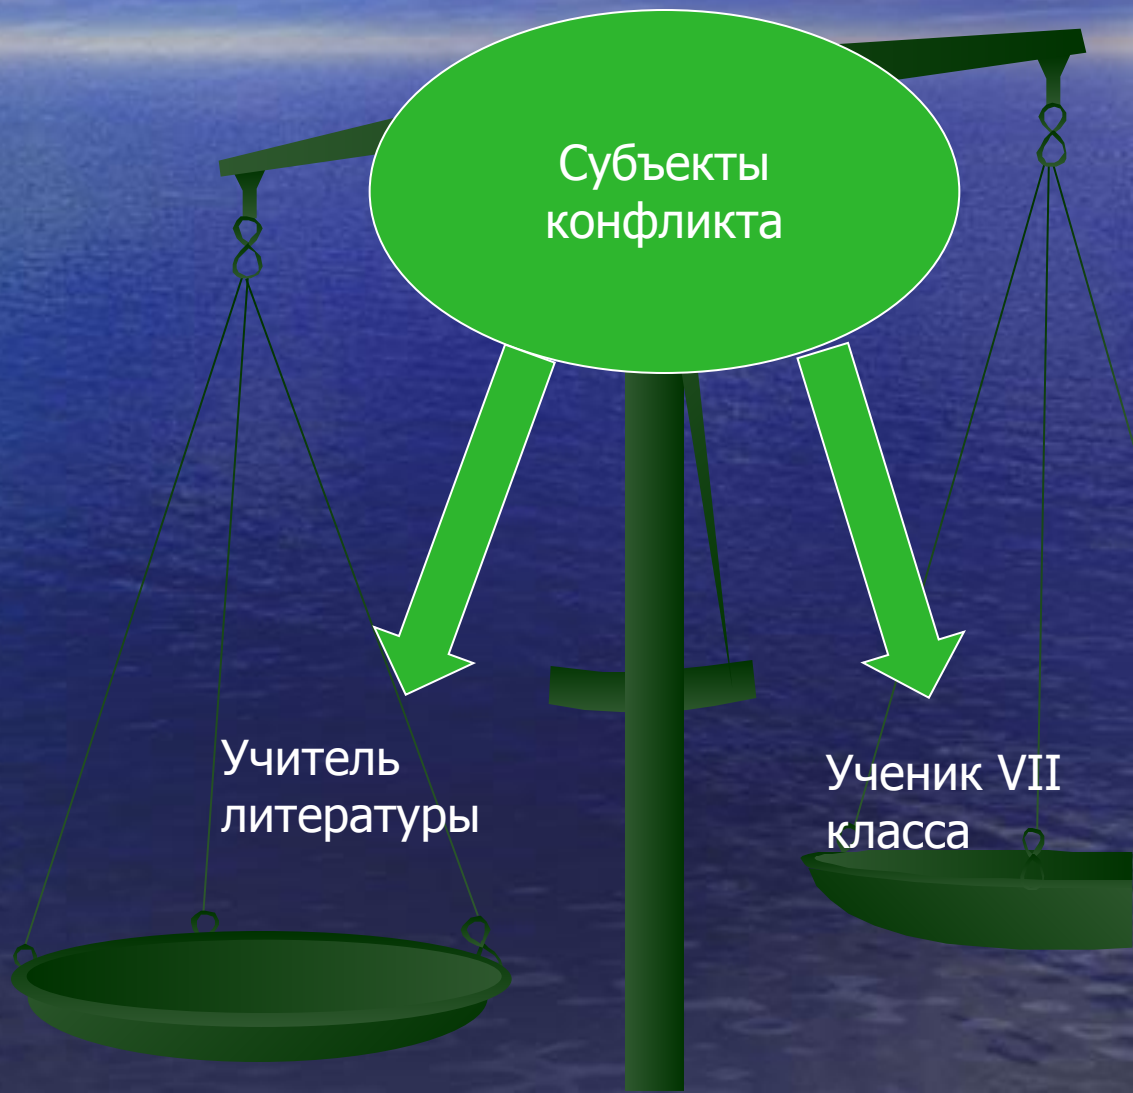 Субъекты
конфликта
Учитель
литературы
Ученик VII
класса